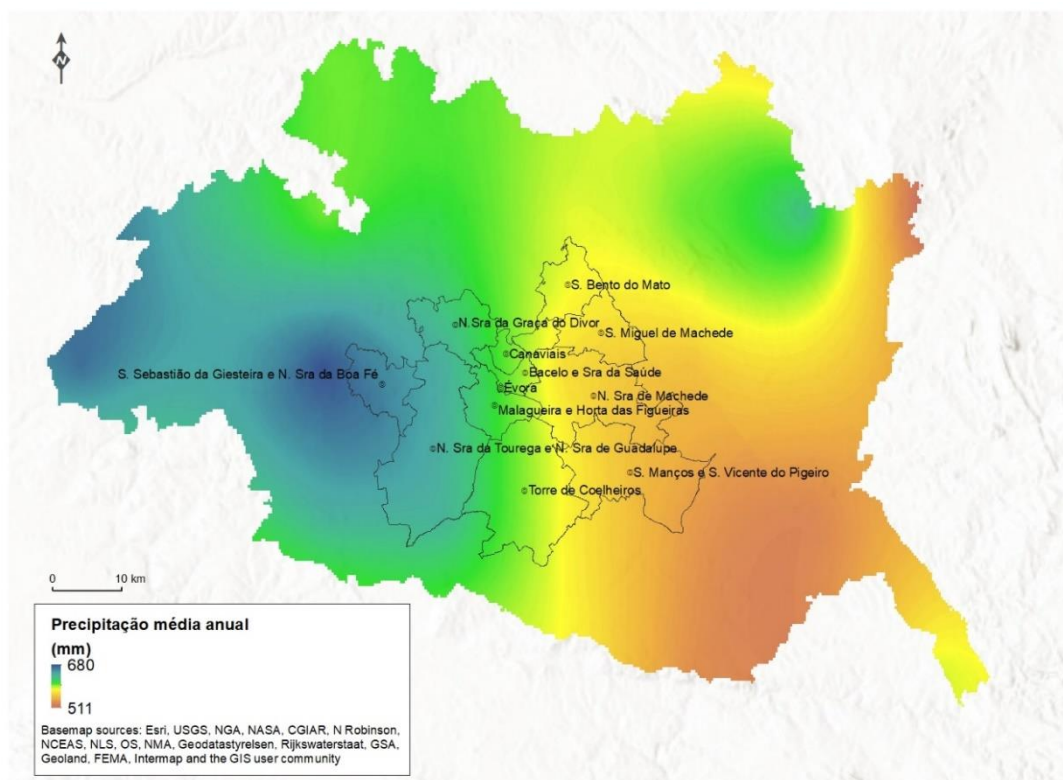 N
S. Bento do Mato
N.Sra da Graça do Divor
S. Miguel de Machede
Canaviais
S. Sebastião da Giesteira e N. Sra da Boa Fé
Bacelo e Sra da Saúde
Évora
N. Sra de Machede
Malagueira e Horta das Figueiras
N. Sra da Tourega e N. Sra de Guadalupe
S. Manços e S. Vicente do Pigeiro
Torre de Coelheiros
0 10 km
Precipitação média anual
(mm)
680
511
Basemap sources: Esri, USGS, NGA, NASA, CGIAR, N Robinson,
NCEAS, NLS, OS, NMA, Geodatastyrelsen, Rijkswaterstaat, GSA,
Geoland, FEMA, Intermap and the GIS user community